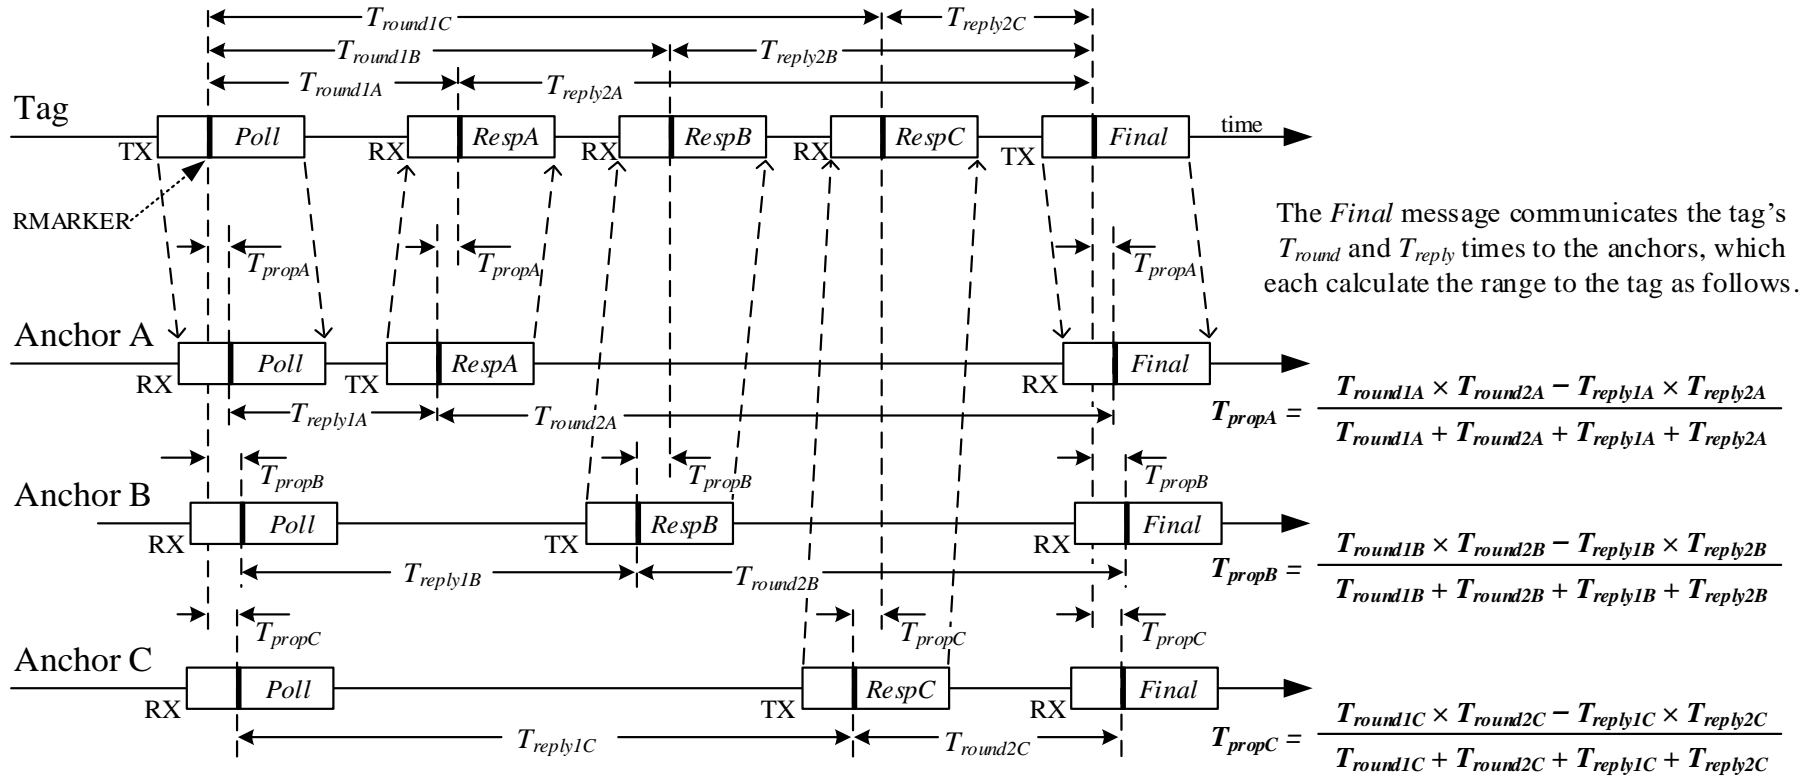 T_round1C T_reply2C
T_round1B T_reply2B
T_round1A T_reply2A
Tag
Poll RespA RespB RespC Final time
TX RX RX RX TX
RMARKER
The Final message communicates the tag’s
T_round and T_reply times to the anchors, which
each calculate the range to the tag as follows.
T_propA T_propA T_propA
Anchor A
Poll RespA Final
RX TX RX
T_reply1A T_round2A
T_propA = (T_round1A × T_round2A − T_reply1A × T_reply2A) / (T_round1A + T_round2A + T_reply1A + T_reply2A)
T_propB T_propB T_propB
Anchor B
Poll RespB Final
RX TX RX
T_reply1B T_round2B
T_propB = (T_round1B × T_round2B − T_reply1B × T_reply2B) / (T_round1B + T_round2B + T_reply1B + T_reply2B)
T_propC T_propC T_propC
Anchor C
Poll RespC Final
RX TX RX
T_reply1C T_round2C
T_propC = (T_round1C × T_round2C − T_reply1C × T_reply2C) / (T_round1C + T_round2C + T_reply1C + T_reply2C)